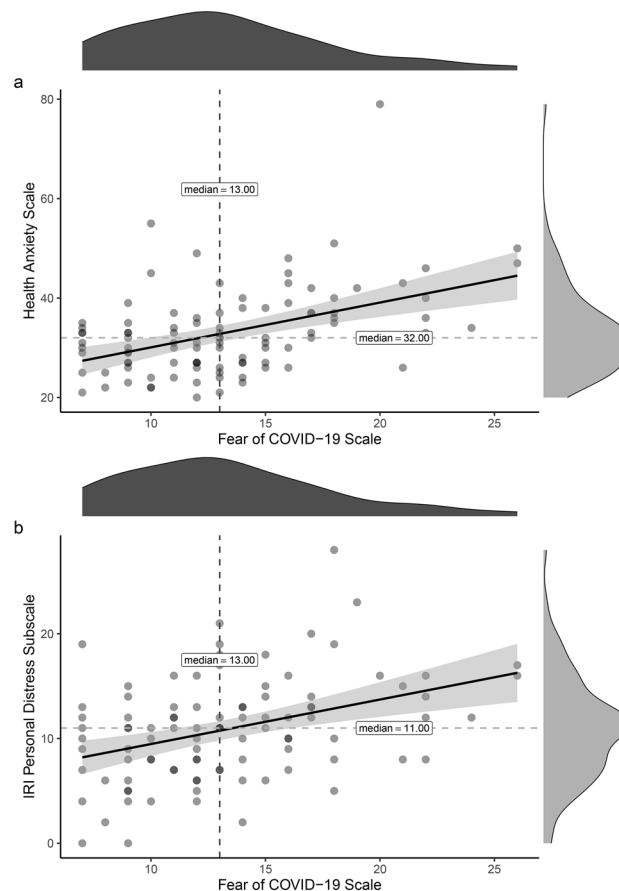 a
80
60
40
20
Health Anxiety Scale
median = 13.00
median = 32.00
10
15
20
25
Fear of COVID−19 Scale
b
20
10
0
IRI Personal Distress Subscale
median = 13.00
median = 11.00
10
15
20
25
Fear of COVID−19 Scale